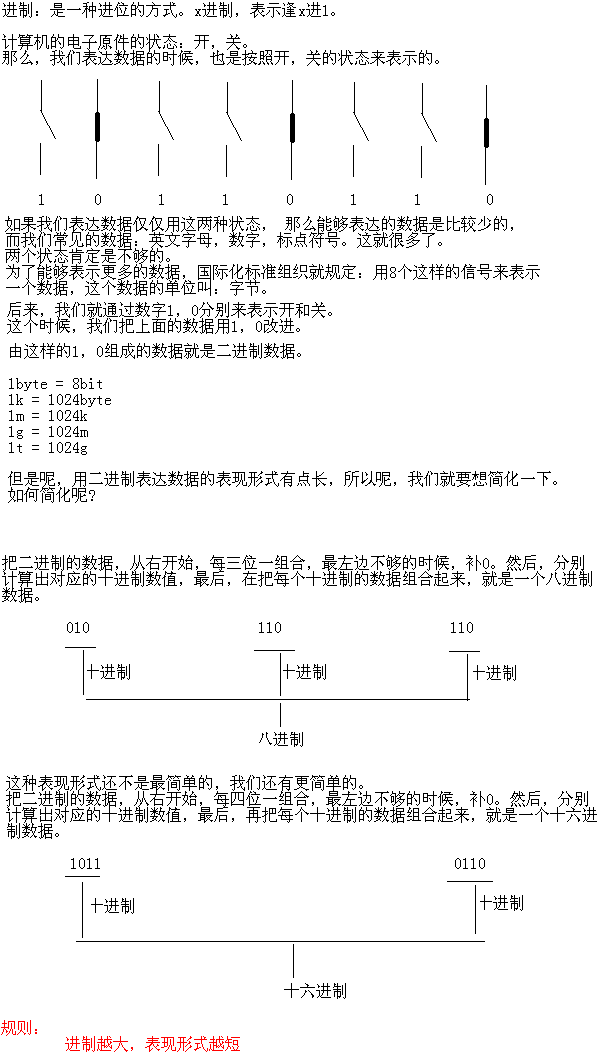 进制：是一种进位的方式。x进制，表示逢x进1。
计算机的电子原件的状态：开，关。
那么，我们表达数据的时候，也是按照开，关的状态来表示的。
1 0 1 1 0 1 1 0
如果我们表达数据仅仅用这两种状态， 那么能够表达的数据是比较少的，
而我们常见的数据：英文字母，数字，标点符号。这就很多了。
两个状态肯定是不够的。
为了能够表示更多的数据，国际化标准组织就规定：用8个这样的信号来表示
一个数据，这个数据的单位叫：字节。
后来，我们就通过数字1，0分别来表示开和关。
这个时候，我们把上面的数据用1，0改进。
由这样的1，0组成的数据就是二进制数据。
1byte = 8bit
1k = 1024byte
1m = 1024k
1g = 1024m
1t = 1024g
但是呢，用二进制表达数据的表现形式有点长，所以呢，我们就要想简化一下。
如何简化呢?
把二进制的数据，从右开始，每三位一组合，最左边不够的时候，补0。然后，分别
计算出对应的十进制数值，最后，在把每个十进制的数据组合起来，就是一个八进制
数据。
010 110 110
十进制 十进制 十进制
八进制
这种表现形式还不是最简单的，我们还有更简单的。
把二进制的数据，从右开始，每四位一组合，最左边不够的时候，补0。然后，分别
计算出对应的十进制数值，最后，再把每个十进制的数据组合起来，就是一个十六进
制数据。
1011 0110
十进制 十进制
十六进制
规则：
进制越大，表现形式越短